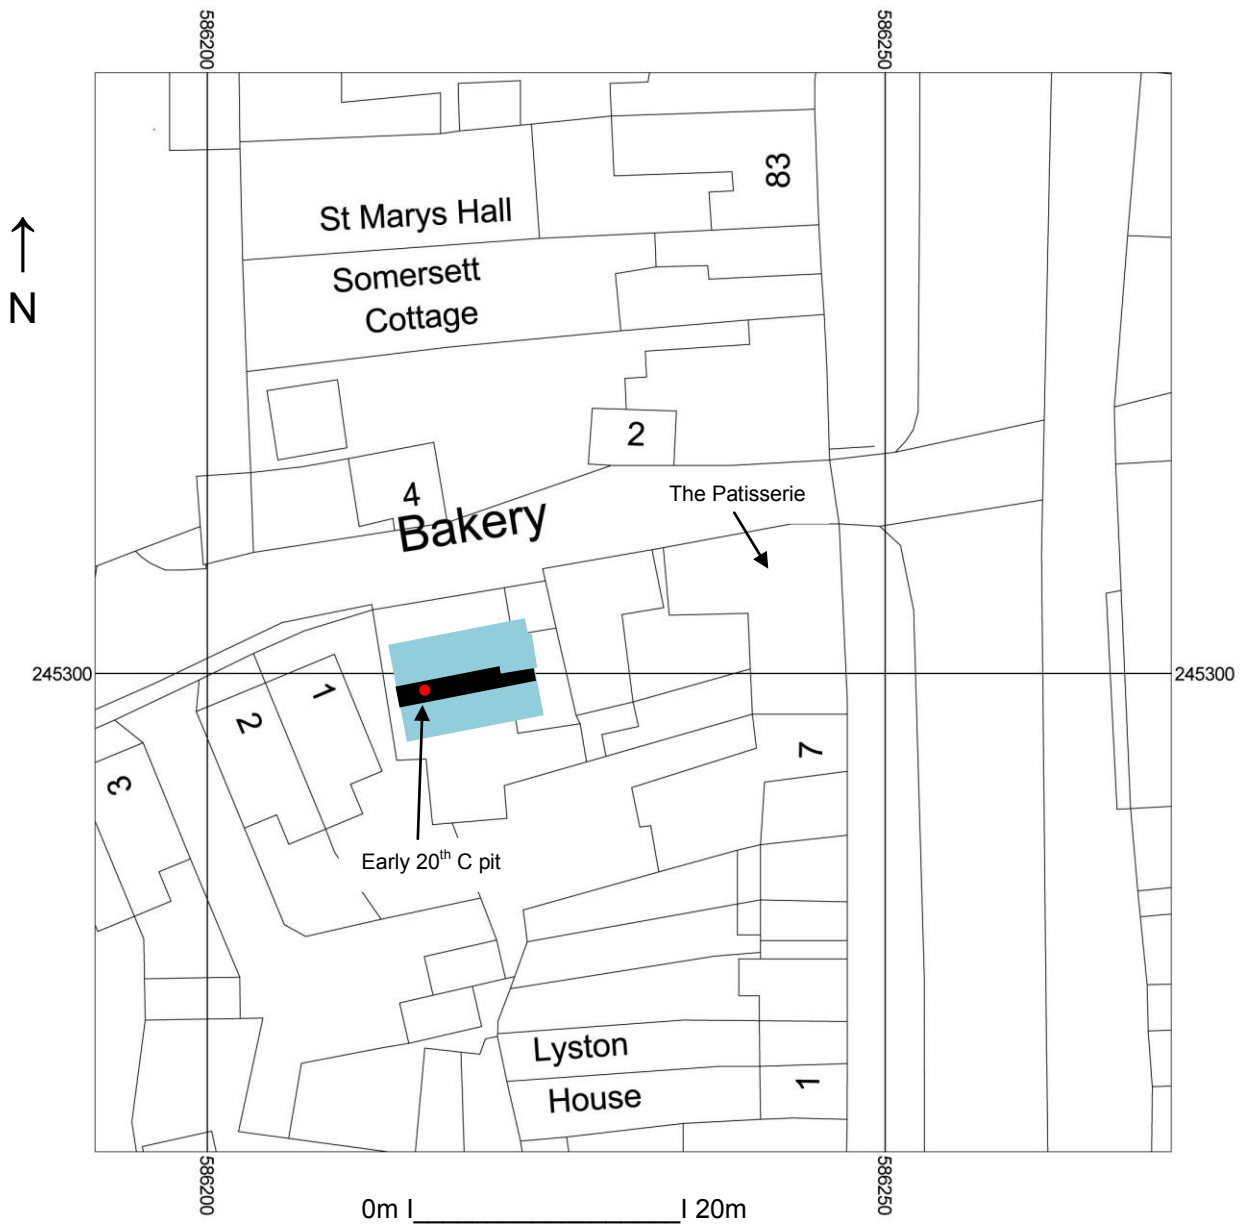 586200
586250
83
St Marys Hall
N
Somersett
Cottage
2
4
Bakery
The Patisserie
245300
245300
1
2
3
7
Early 20th C pit
Lyston
House
1
586200
586250
0m I____________________I 20m